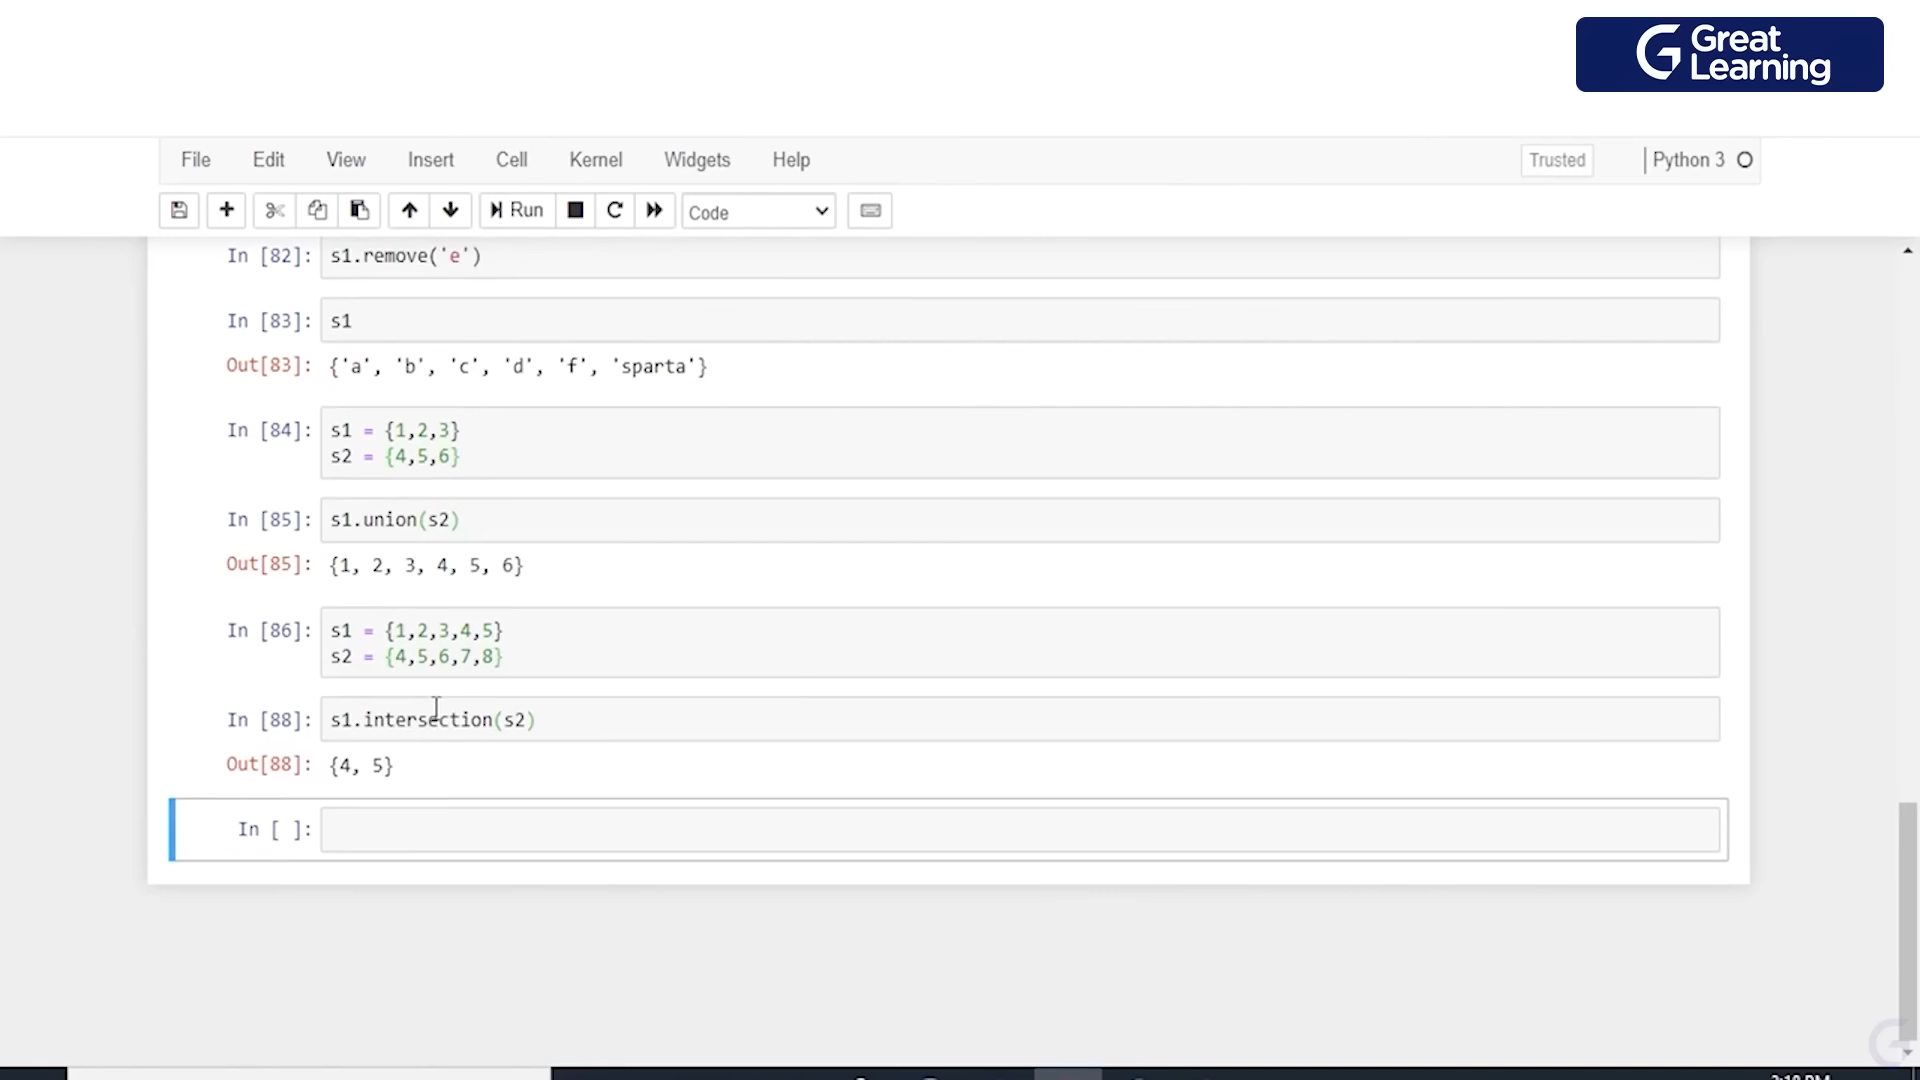 Great
Learning
File Edit View Insert Cell Kernel Widgets Help Trusted Python 3
Run Code
In [82]: s1.remove('e')
In [83]: s1
Out[83]: {'a', 'b', 'c', 'd', 'f', 'sparta'}
In [84]: s1 = {1,2,3}
s2 = {4,5,6}
In [85]: s1.union(s2)
Out[85]: {1, 2, 3, 4, 5, 6}
In [86]: s1 = {1,2,3,4,5}
s2 = {4,5,6,7,8}
In [88]: s1.intersection(s2)
Out[88]: {4, 5}
In [ ]: